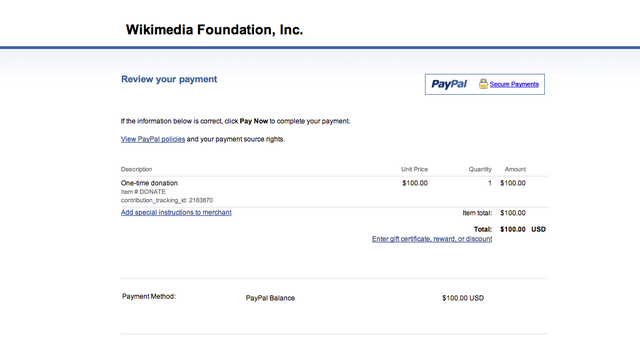 Wikimedia Foundation, Inc.
Review your payment
PayPal Secure Payments
If the information below is correct, click Pay Now to complete your payment.
View PayPal policies and your payment source rights.
Description Unit Price Quantity Amount
One-time donation $100.00 1 $100.00
Item # DONATE
contribution_tracking_id: 2163870
Add special instructions to merchant Item total: $100.00
Total: $100.00 USD
Enter gift certificate, reward, or discount
Payment Method: PayPal Balance $100.00 USD